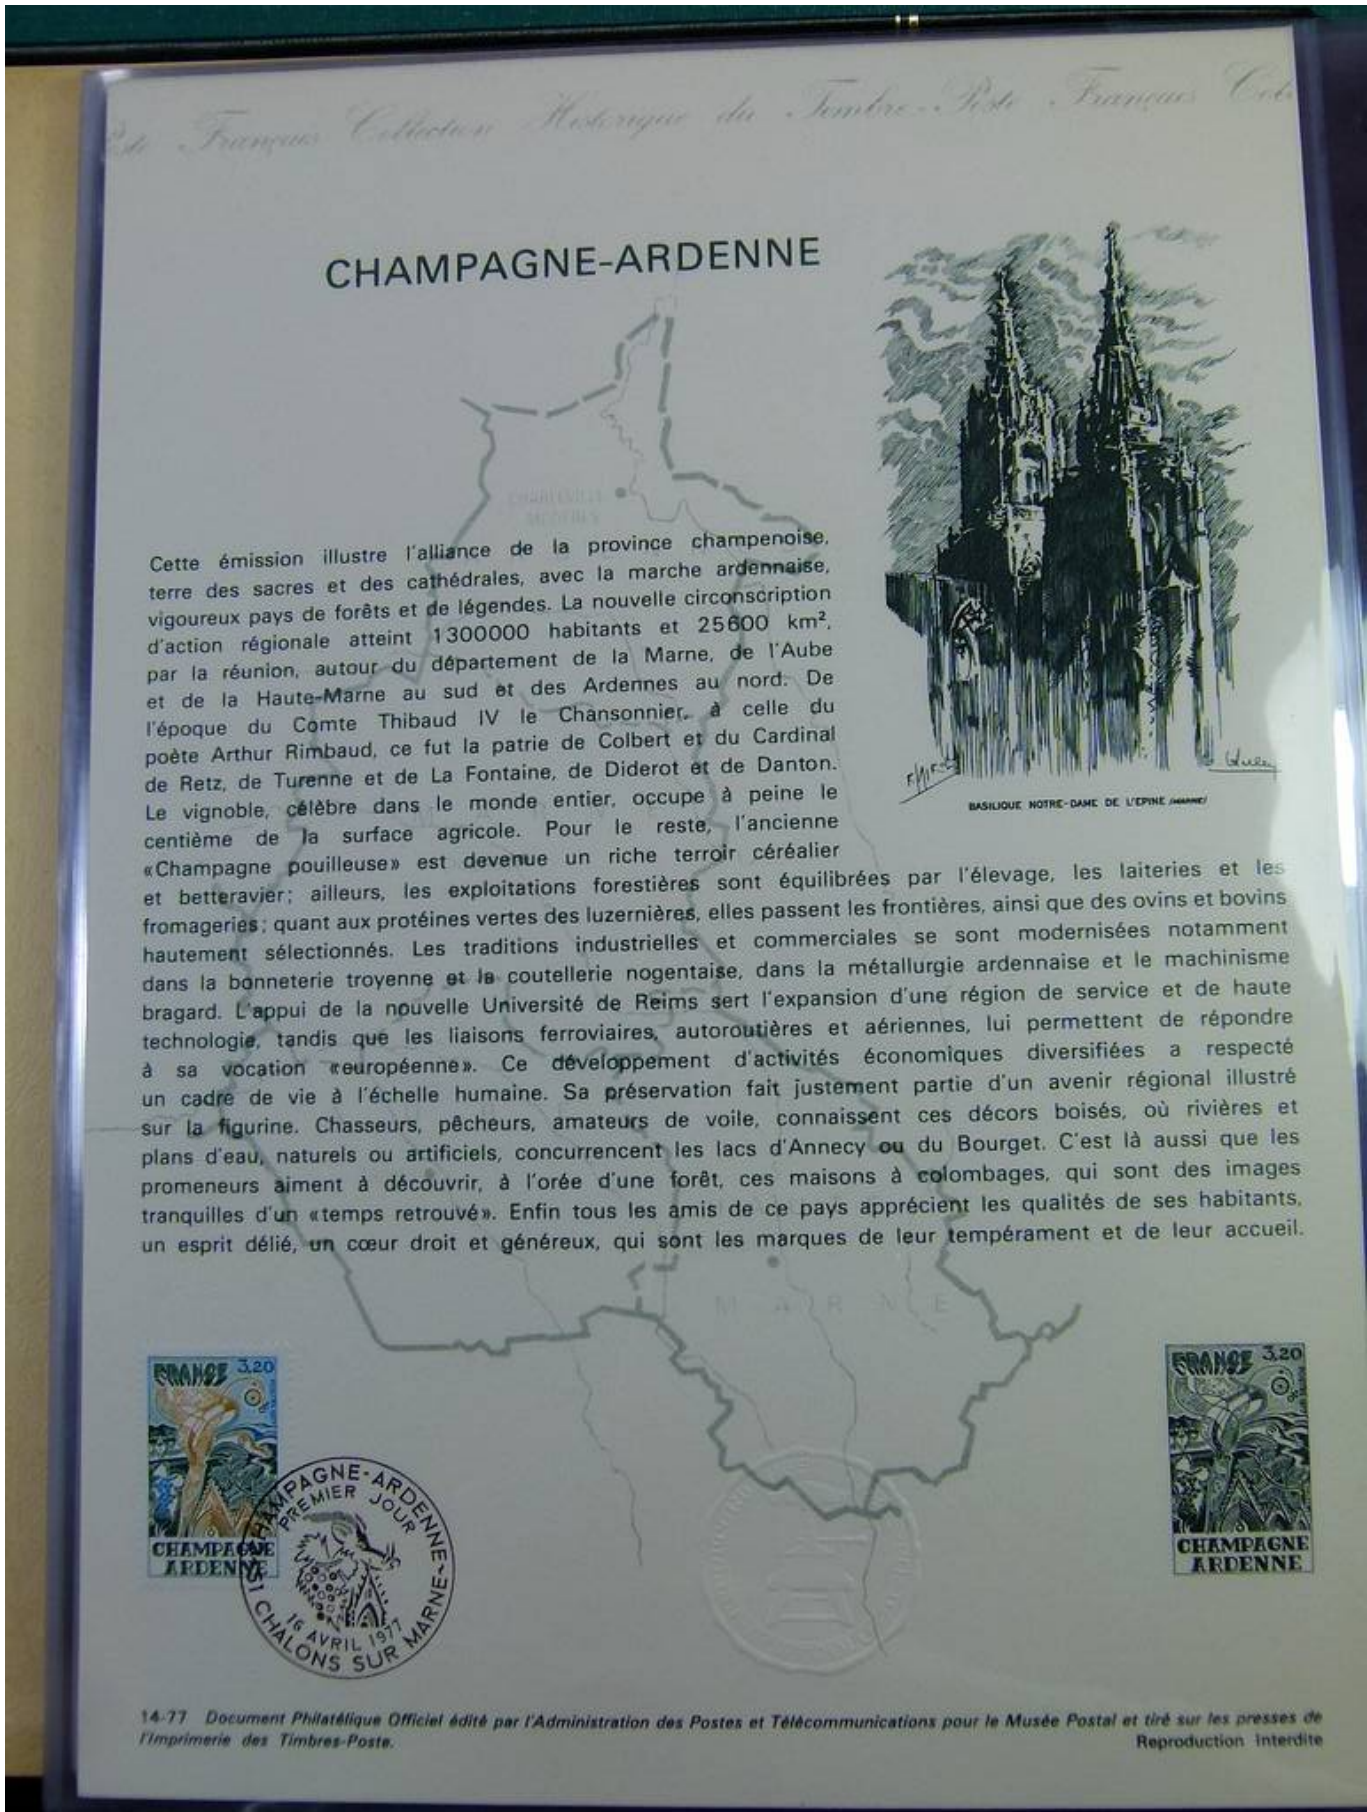 Poste Français Collection Historique du Timbre-Poste Français
CHAMPAGNE-ARDENNE
CHARLEVILLE
MEZIERES
Cette émission illustre l'alliance de la province champenoise,
terre des sacres et des cathédrales, avec la marche ardennaise,
vigoureux pays de forêts et de légendes. La nouvelle circonscription
d'action régionale atteint 1300000 habitants et 25600 km²,
par la réunion, autour du département de la Marne, de l'Aube
et de la Haute-Marne au sud et des Ardennes au nord. De
l'époque du Comte Thibaud IV le Chansonnier, à celle du
poète Arthur Rimbaud, ce fut la patrie de Colbert et du Cardinal
de Retz, de Turenne et de La Fontaine, de Diderot et de Danton.
Le vignoble, célèbre dans le monde entier, occupe à peine le
centième de la surface agricole. Pour le reste, l'ancienne
«Champagne pouilleuse» est devenue un riche terroir céréalier
BASILIQUE NOTRE-DAME DE L'EPINE (MARNE)
et betteravier; ailleurs, les exploitations forestières sont équilibrées par l'élevage, les laiteries et les
fromageries; quant aux protéines vertes des luzernières, elles passent les frontières, ainsi que des ovins et bovins
hautement sélectionnés. Les traditions industrielles et commerciales se sont modernisées notamment
dans la bonneterie troyenne et la coutellerie nogentaise, dans la métallurgie ardennaise et le machinisme
bragard. L'appui de la nouvelle Université de Reims sert l'expansion d'une région de service et de haute
technologie, tandis que les liaisons ferroviaires, autoroutières et aériennes, lui permettent de répondre
à sa vocation «européenne». Ce développement d'activités économiques diversifiées a respecté
un cadre de vie à l'échelle humaine. Sa préservation fait justement partie d'un avenir régional illustré
sur la figurine. Chasseurs, pêcheurs, amateurs de voile, connaissent ces décors boisés, où rivières et
plans d'eau, naturels ou artificiels, concurrencent les lacs d'Annecy ou du Bourget. C'est là aussi que les
promeneurs aiment à découvrir, à l'orée d'une forêt, ces maisons à colombages, qui sont des images
tranquilles d'un «temps retrouvé». Enfin tous les amis de ce pays apprécient les qualités de ses habitants,
un esprit délié, un cœur droit et généreux, qui sont les marques de leur tempérament et de leur accueil.
MARNE
FRANCE 3,20
CHAMPAGNE
ARDENNE
CHAMPAGNE-ARDENNE
PREMIER JOUR
16 AVRIL 1977
51 CHALONS SUR MARNE
FRANCE 3,20
CHAMPAGNE
ARDENNE
14-77 Document Philatélique Officiel édité par l'Administration des Postes et Télécommunications pour le Musée Postal et tiré sur les presses de
l'Imprimerie des Timbres-Poste. Reproduction Interdite